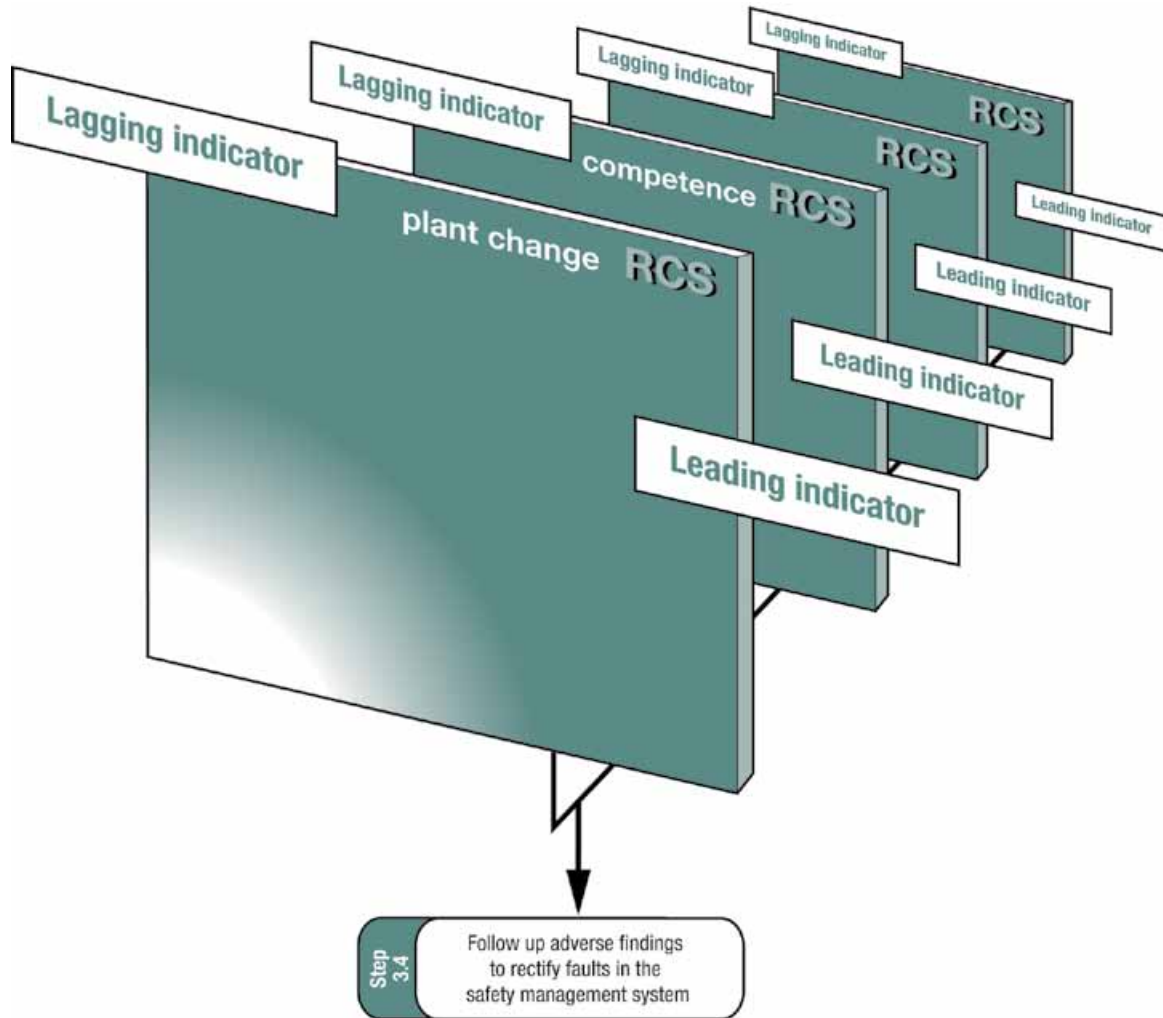 Lagging indicator
RCS
Lagging indicator
RCS
Leading indicator
Lagging indicator
competence RCS
Leading indicator
Lagging indicator
plant change RCS
Leading indicator
Leading indicator
Step
3.4
Follow up adverse findings
to rectify faults in the
safety management system